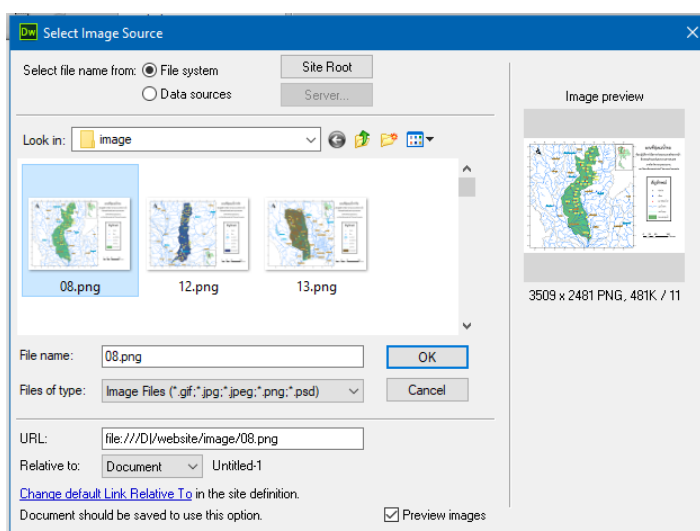 Dw Select Image Source
Select file name from: File system Site Root
Data sources Server...
Image preview
Look in: image
08.png 12.png 13.png
3509 x 2481 PNG, 481K / 11
File name: 08.png OK
Files of type: Image Files (*.gif;*.jpg;*.jpeg;*.png;*.psd) Cancel
URL: file:///D|/website/image/08.png
Relative to: Document Untitled-1
Change default Link Relative To in the site definition.
Document should be saved to use this option. Preview images